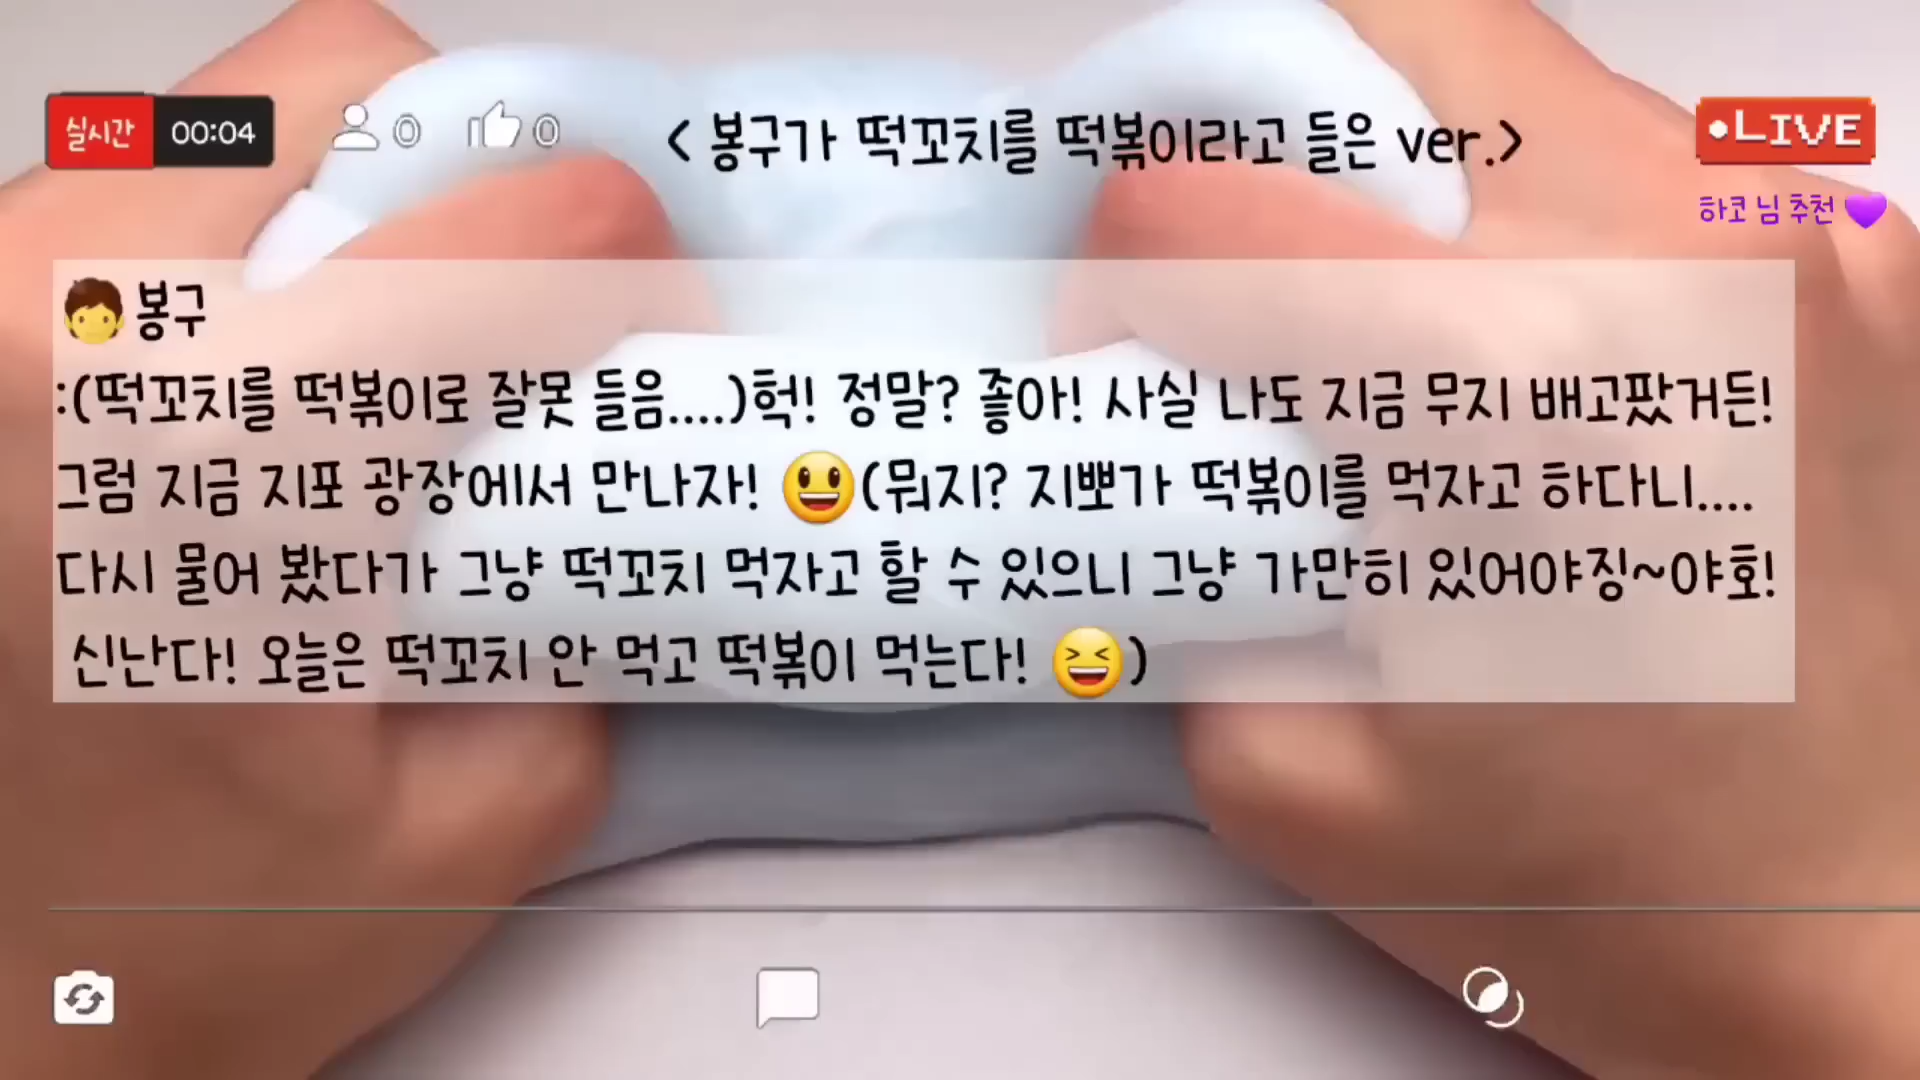 실시간 00:04 0 0 < 봉구가 떡꼬치를 떡볶이라고 들은 ver.> •LIVE
하코 님 추천 💜
🧒 봉구
:(떡꼬치를 떡볶이로 잘못 들음....)헉! 정말? 좋아! 사실 나도 지금 무지 배고팠거든!
그럼 지금 지포 광장에서 만나자! 😃(뭐지? 지뽀가 떡볶이를 먹자고 하다니....
다시 물어 봤다가 그냥 떡꼬치 먹자고 할 수 있으니 그냥 가만히 있어야징~야호!
신난다! 오늘은 떡꼬치 안 먹고 떡볶이 먹는다! 😆)